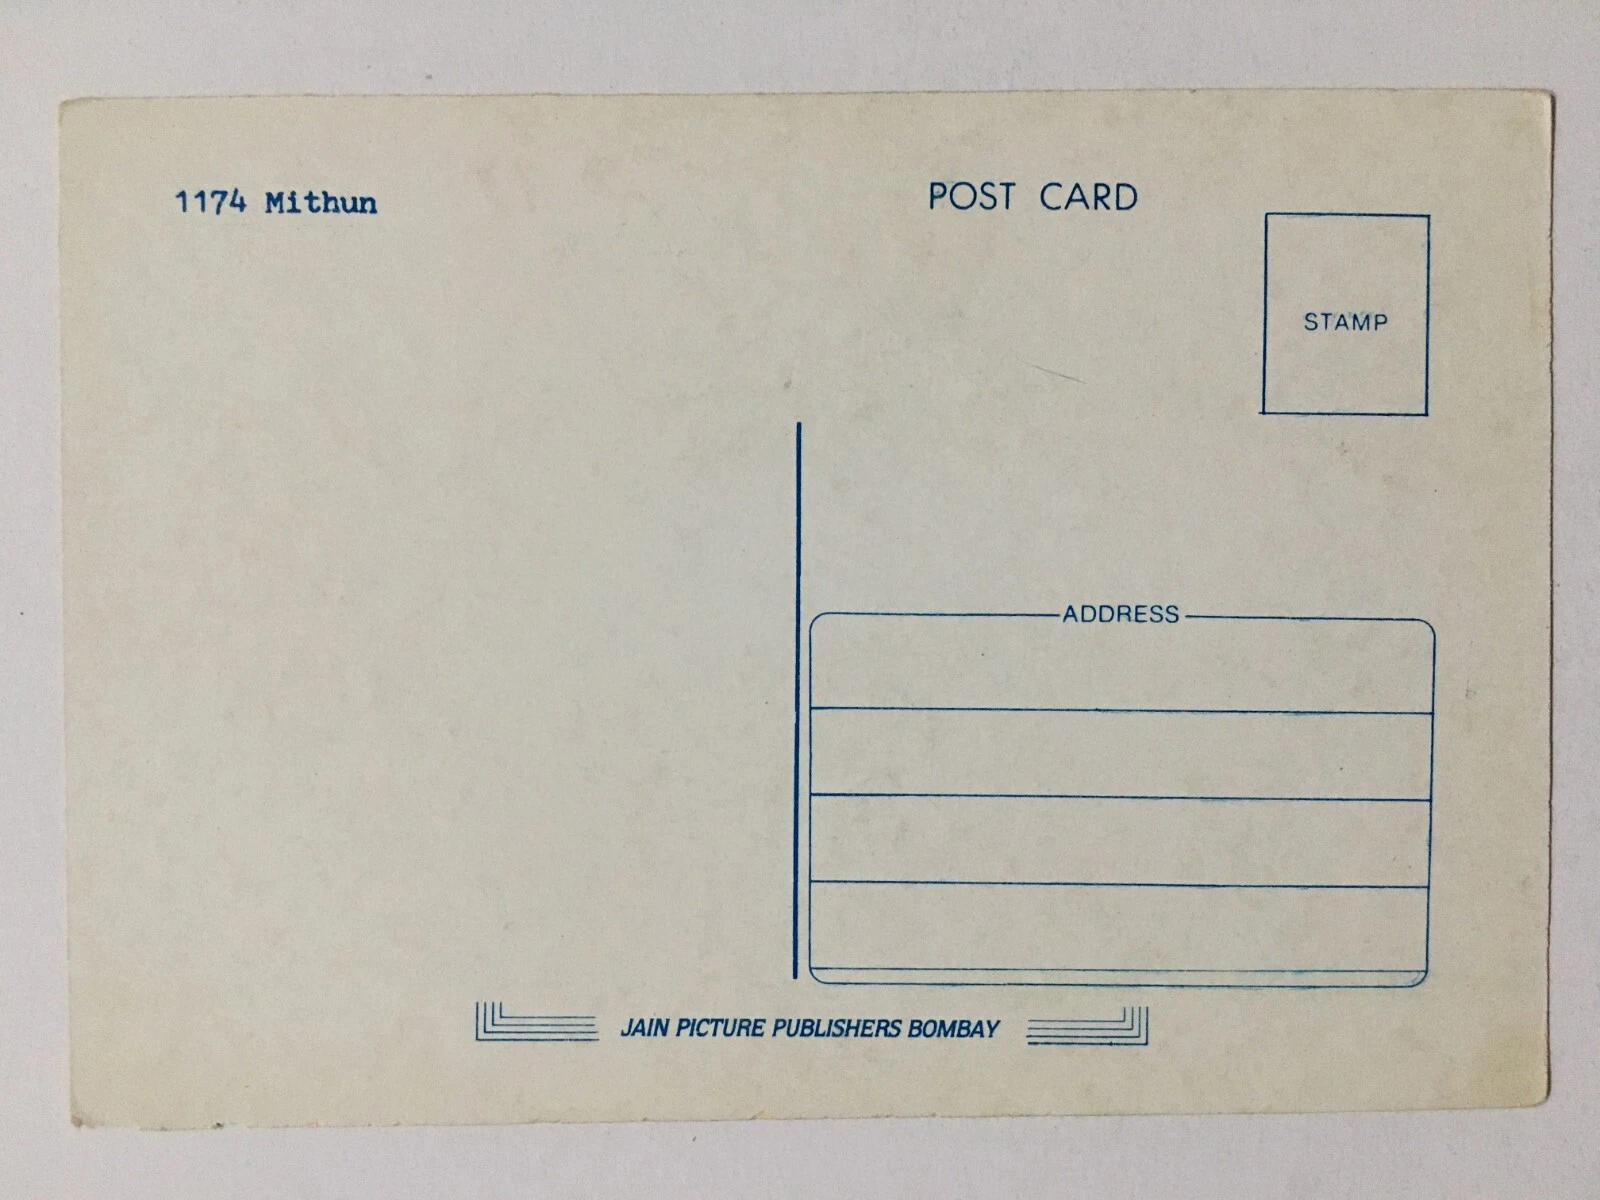 1174 Mithun
POST CARD
STAMP
ADDRESS
JAIN PICTURE PUBLISHERS BOMBAY